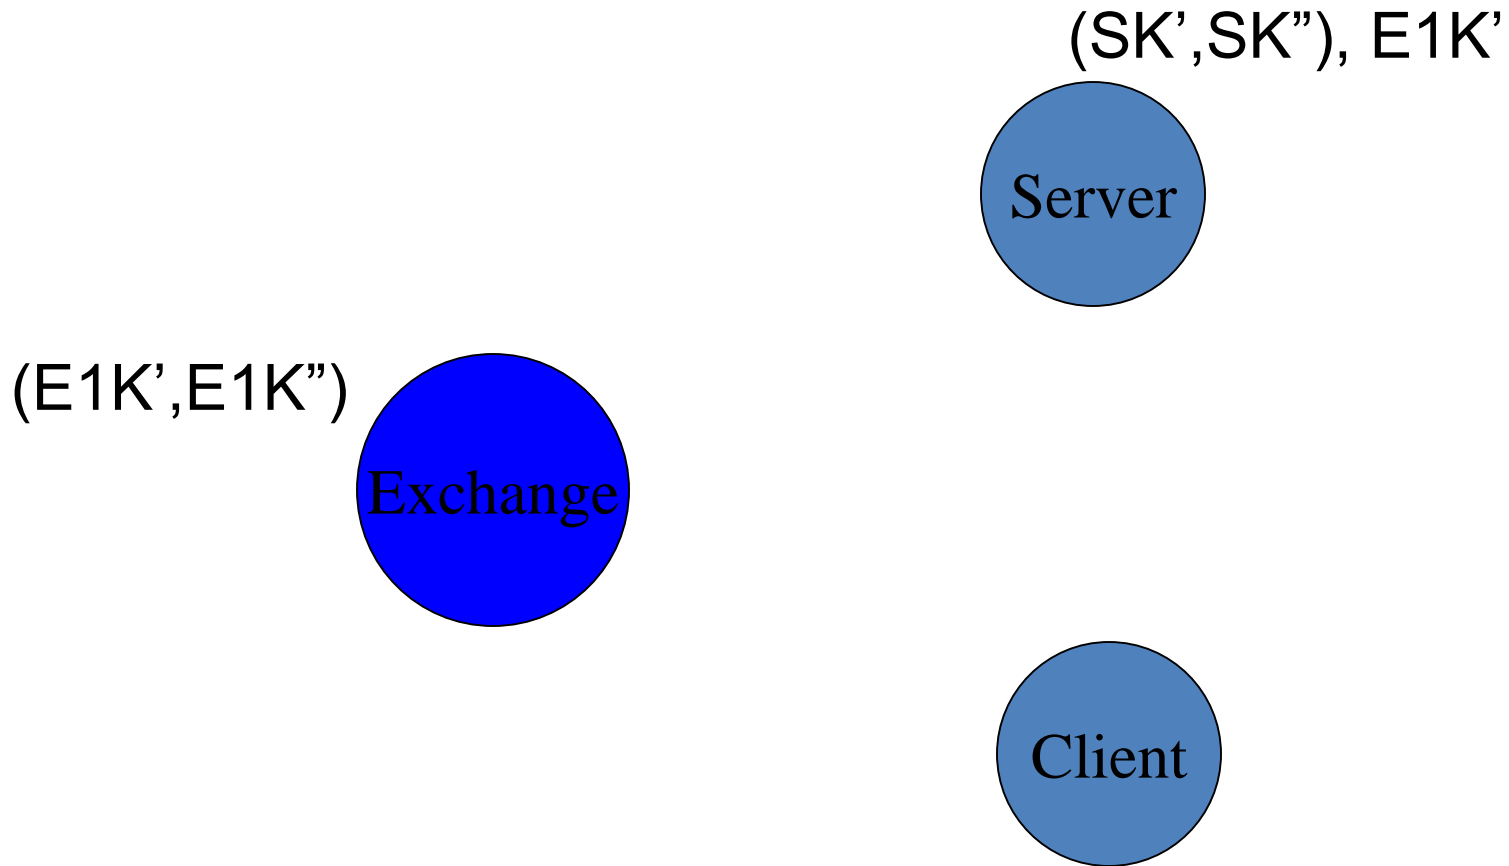 (SK’,SK”), E1K’
Server
(E1K’,E1K”)
Exchange
Client